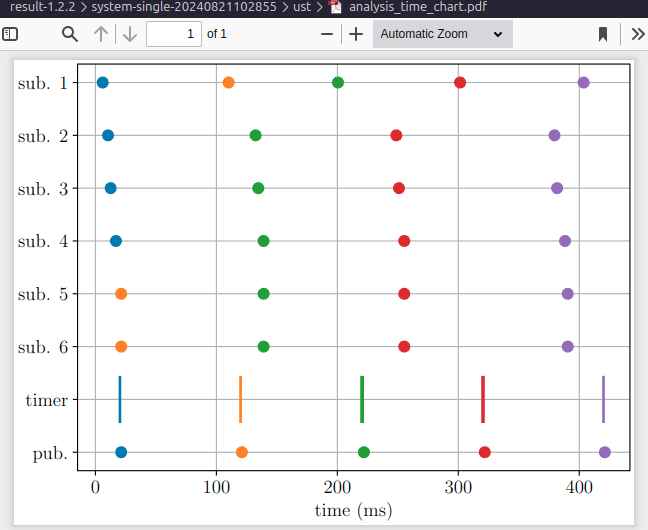 result-1.2.2 › system-single-20240821102855 › ust › analysis_time_chart.pdf
1 of 1 Automatic Zoom
sub. 1
sub. 2
sub. 3
sub. 4
sub. 5
sub. 6
timer
pub.
0 100 200 300 400
time (ms)